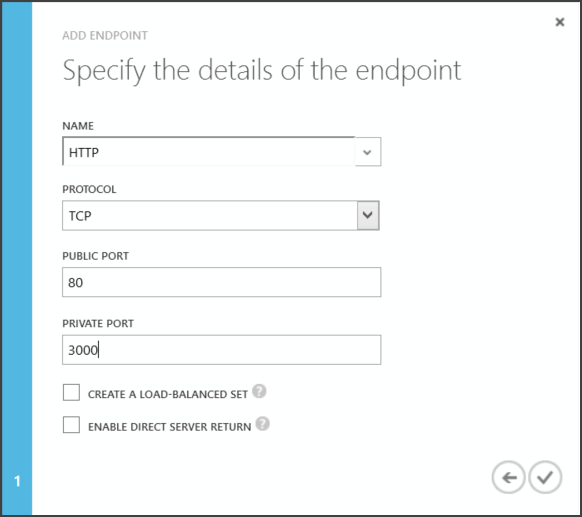 ADD ENDPOINT
Specify the details of the endpoint
NAME
HTTP
PROTOCOL
TCP
PUBLIC PORT
80
PRIVATE PORT
3000
CREATE A LOAD-BALANCED SET ?
ENABLE DIRECT SERVER RETURN ?
1